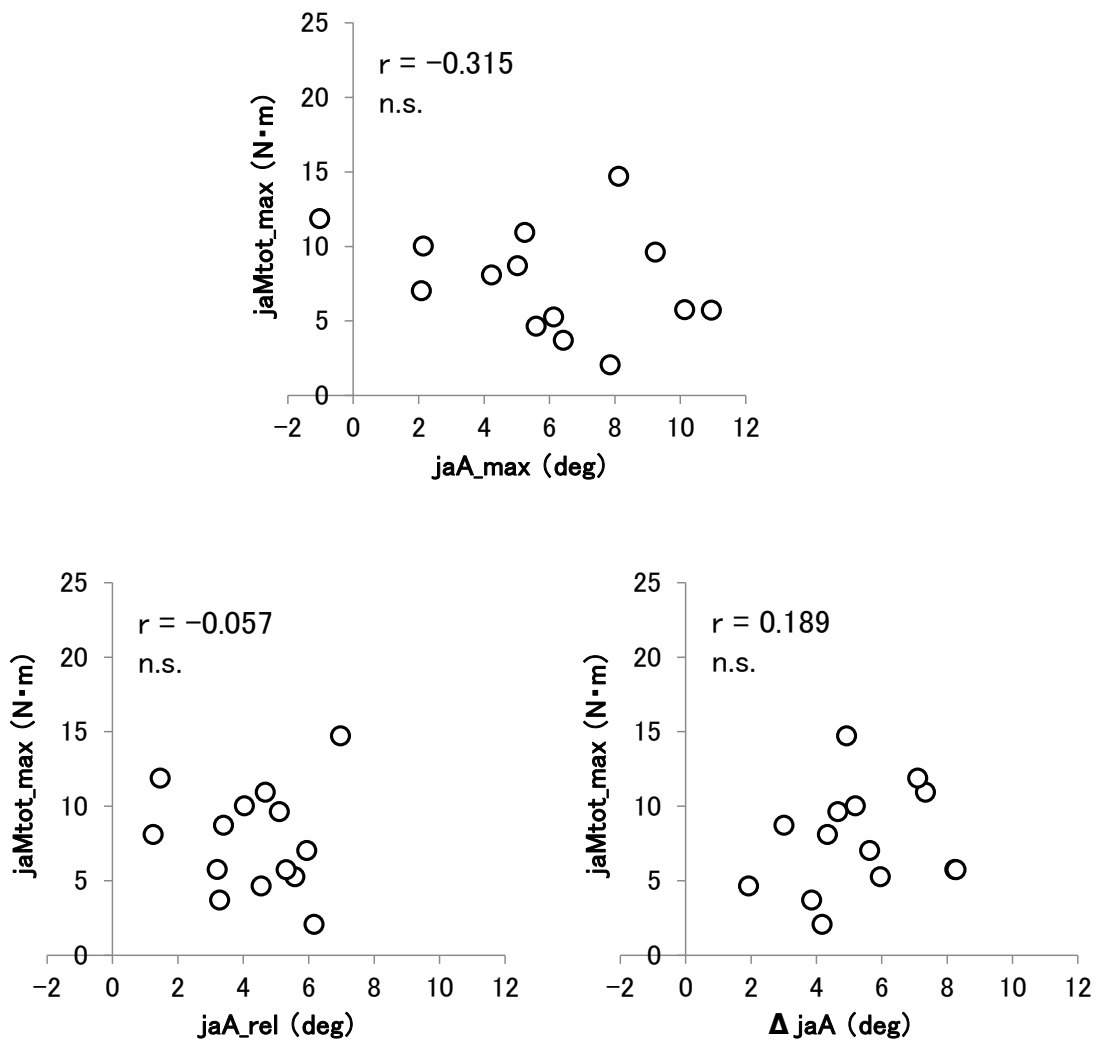 25
20
15
10
5
0
jaMtot_max (N・m)
r = −0.315
n.s.
−2 0 2 4 6 8 10 12
jaA_max (deg)
25
20
15
10
5
0
jaMtot_max (N・m)
r = −0.057
n.s.
−2 0 2 4 6 8 10 12
jaA_rel (deg)
25
20
15
10
5
0
jaMtot_max (N・m)
r = 0.189
n.s.
−2 0 2 4 6 8 10 12
Δ jaA (deg)